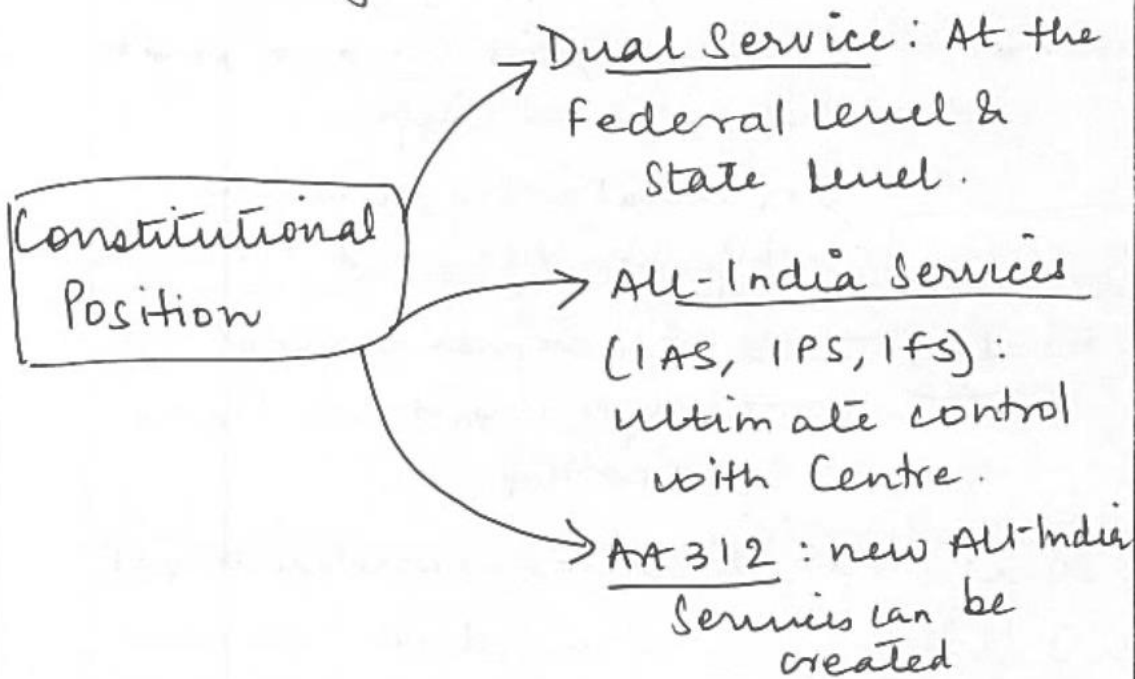 Constitutional
Position
Dual Service: At the
Federal Level &
State Level.
All-India Services
(IAS, IPS, IFS):
ultimate control
with Centre.
AA 312: new All-India
Services can be
created